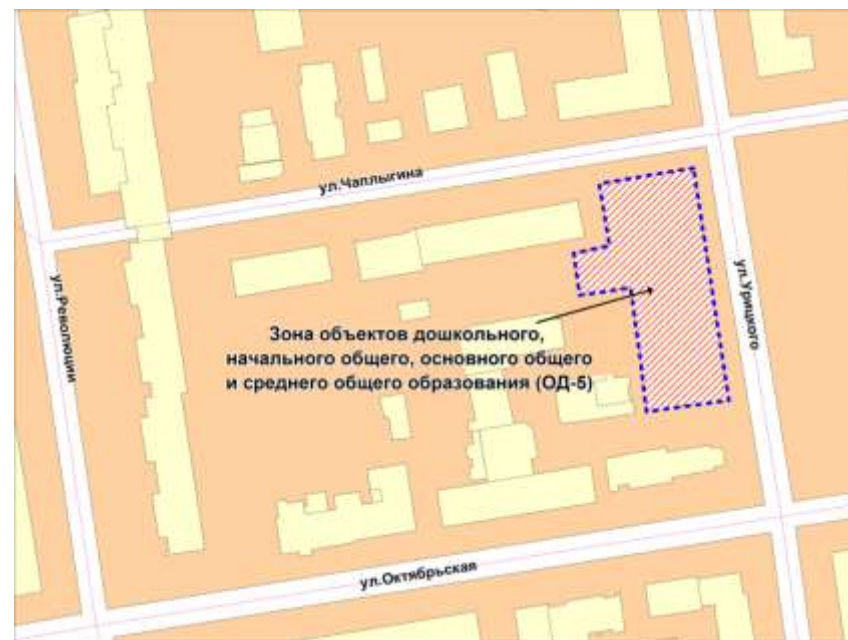 ул.Чаплыгина
ул.Революции
ул.Урицкого
Зона объектов дошкольного,
начального общего, основного общего
и среднего общего образования (ОД-5)
ул.Октябрьская